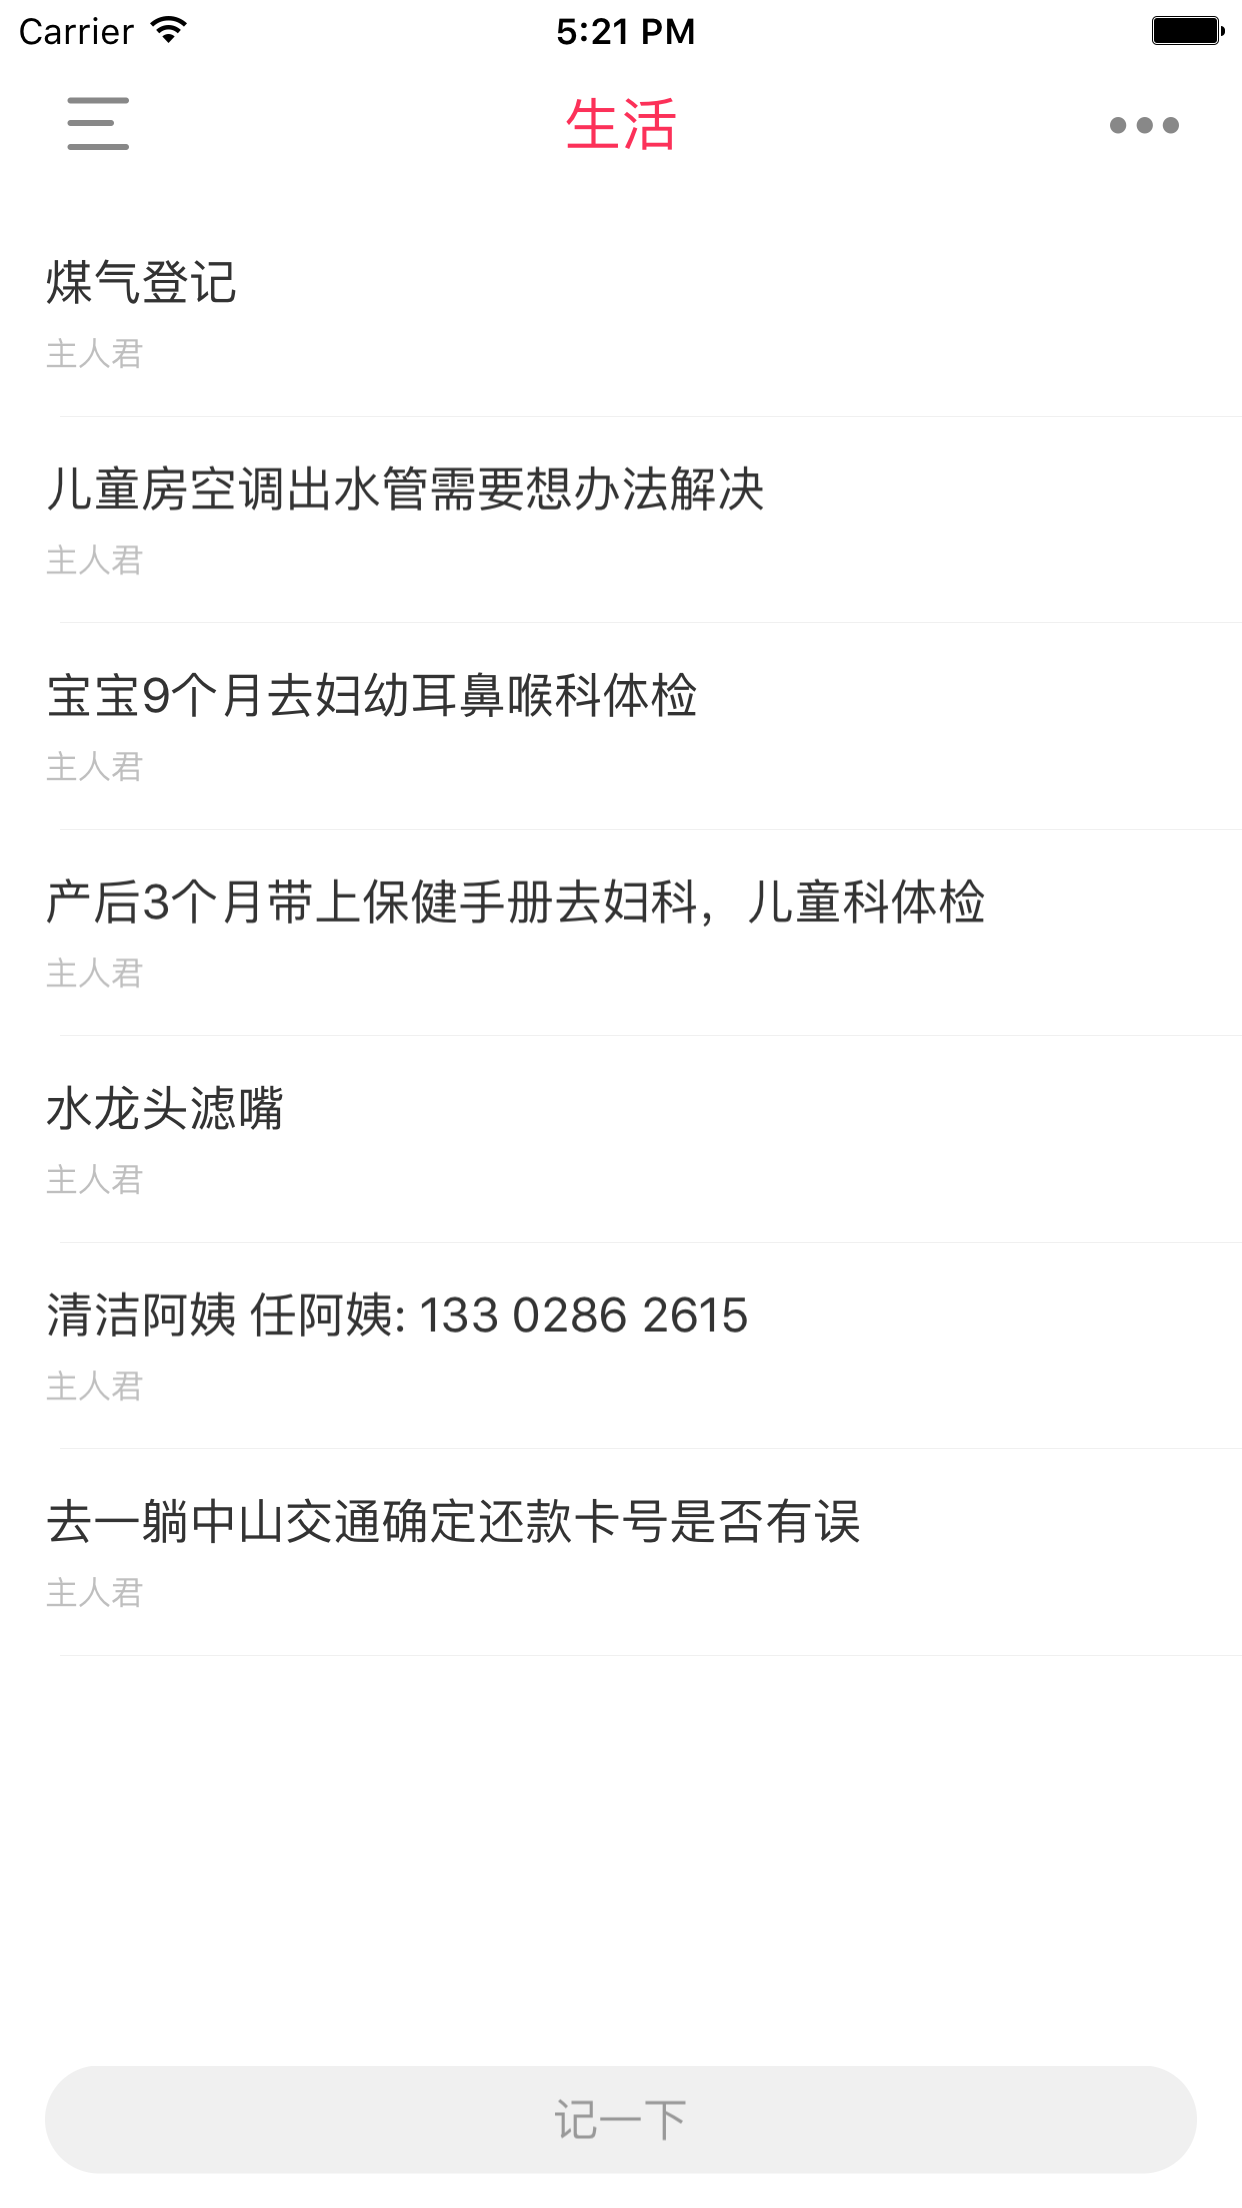 Carrier 5:21 PM
生活
煤气登记
主人君
儿童房空调出水管需要想办法解决
主人君
宝宝9个月去妇幼耳鼻喉科体检
主人君
产后3个月带上保健手册去妇科，儿童科体检
主人君
水龙头滤嘴
主人君
清洁阿姨 任阿姨: 133 0286 2615
主人君
去一躺中山交通确定还款卡号是否有误
主人君
记一下